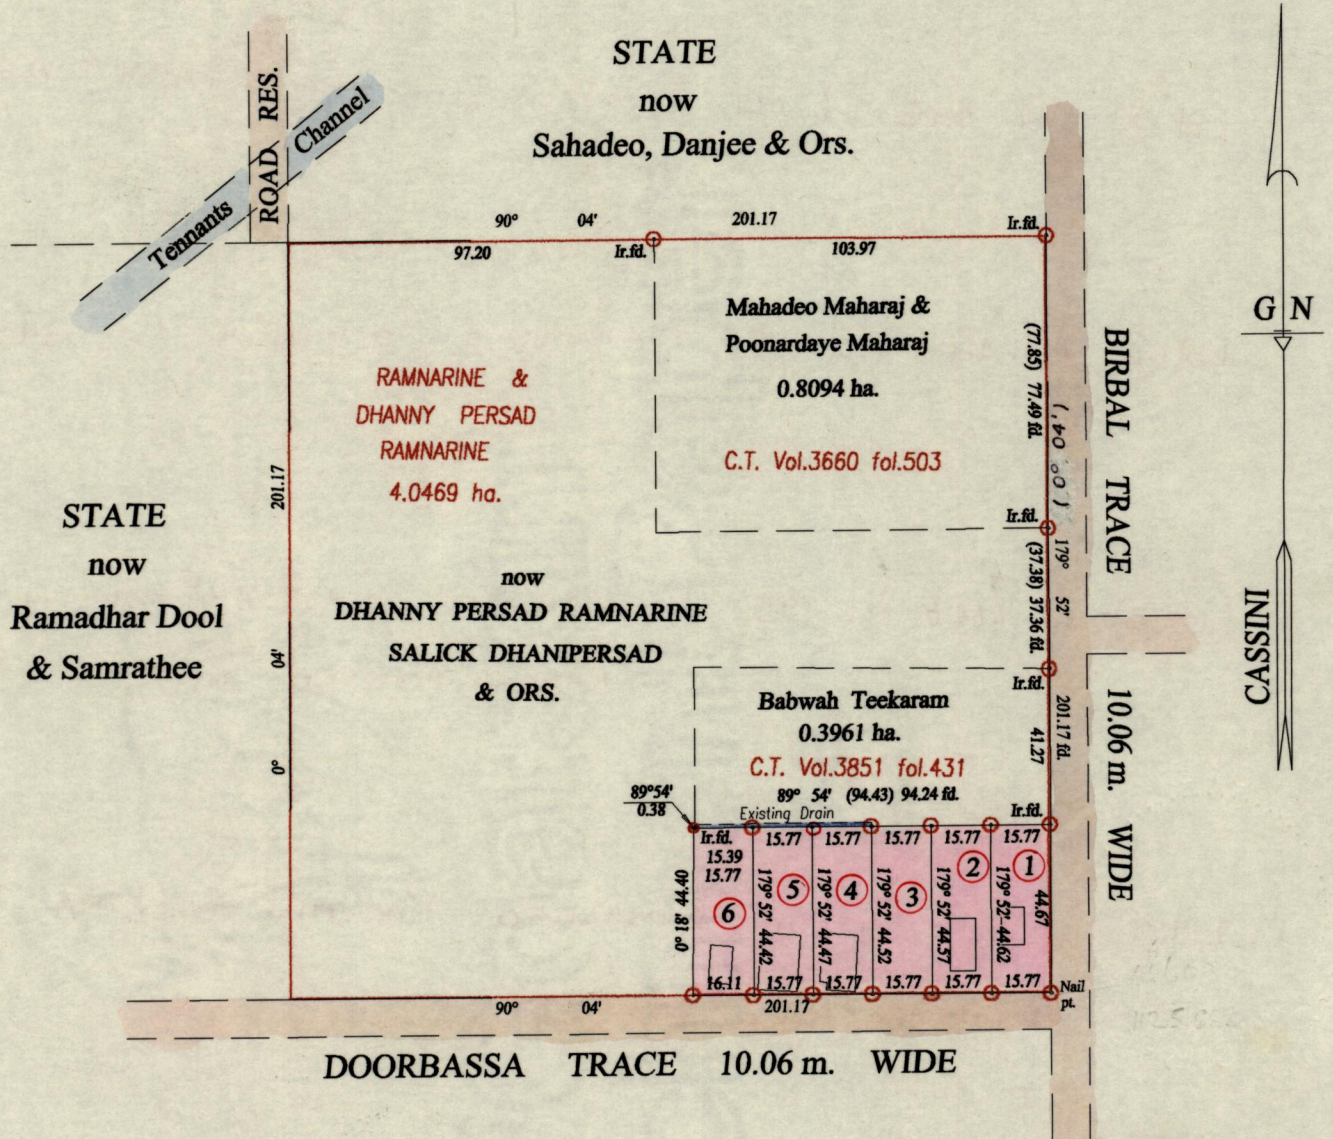 STATE
now
Sahadeo, Danjee & Ors.
ROAD RES.
Tennants Channel
90° 04' 201.17
Ir.fd.
97.20
Ir.fd.
103.97
G N
CASSINI
Mahadeo Maharaj &
Poonardaye Maharaj
0.8094 ha.
C.T. Vol.3660 fol.503
RAMNARINE &
DHANNY PERSAD
RAMNARINE
4.0469 ha.
(77.85) 77.49 fd.
(0° 04')
BIRBAL TRACE 10.06 m. WIDE
201.17
04'
0°
STATE
now
Ramadhar Dool
& Samrathee
Ir.fd.
179° 52' 201.17 fd.
(37.38) 37.36 fd.
now
DHANNY PERSAD RAMNARINE
SALICK DHANIPERSAD
& ORS.
Ir.fd.
41.27
Babwah Teekaram
0.3961 ha.
C.T. Vol.3851 fol.431
89° 54' (94.43) 94.24 fd.
89°54'
0.38
Existing Drain
Ir.fd.
Ir.fd.
15.39
15.77
15.77
15.77
15.77
15.77
15.77
6
5
4
3
2
1
0° 18' 44.40
179° 52' 44.42
179° 52' 44.47
179° 52' 44.52
179° 52' 44.57
179° 52' 44.62
44.67
16.11
15.77
15.77
15.77
15.77
15.77
Nail
pt.
90° 04' 201.17
DOORBASSA TRACE 10.06 m. WIDE